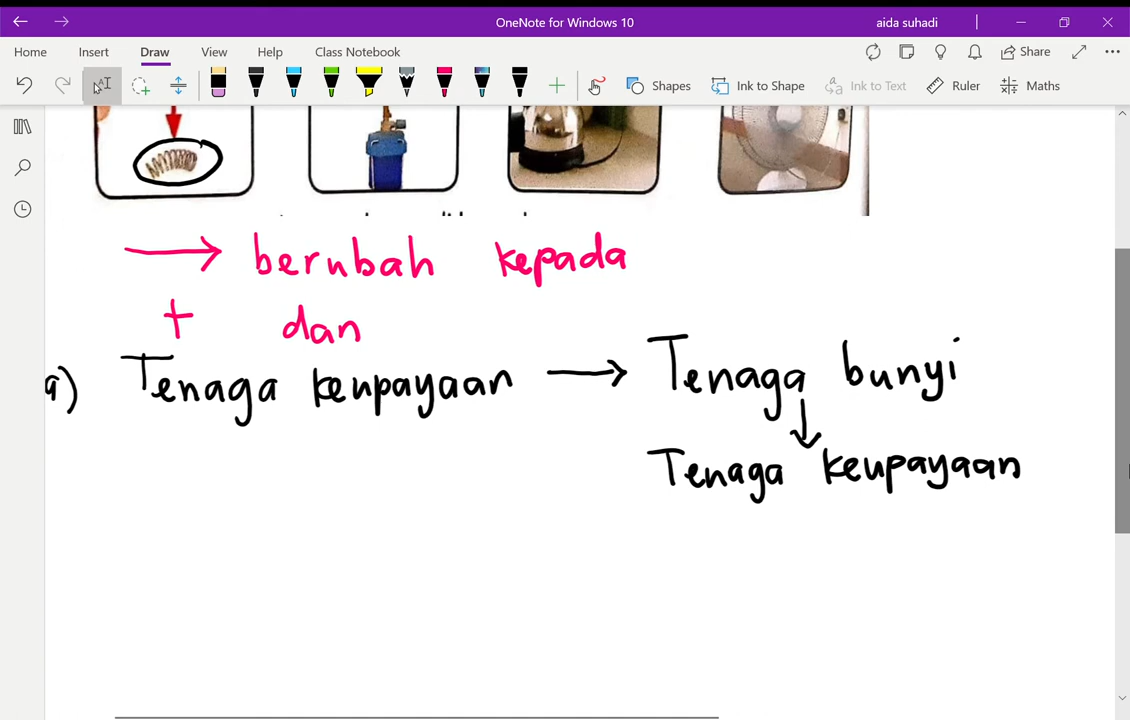 OneNote for Windows 10
aida suhadi
Home Insert Draw View Help Class Notebook
Share
Shapes Ink to Shape Ink to Text Ruler Maths
→ berubah kepada
+ dan
a) Tenaga keupayaan → Tenaga bunyi
↓
Tenaga keupayaan